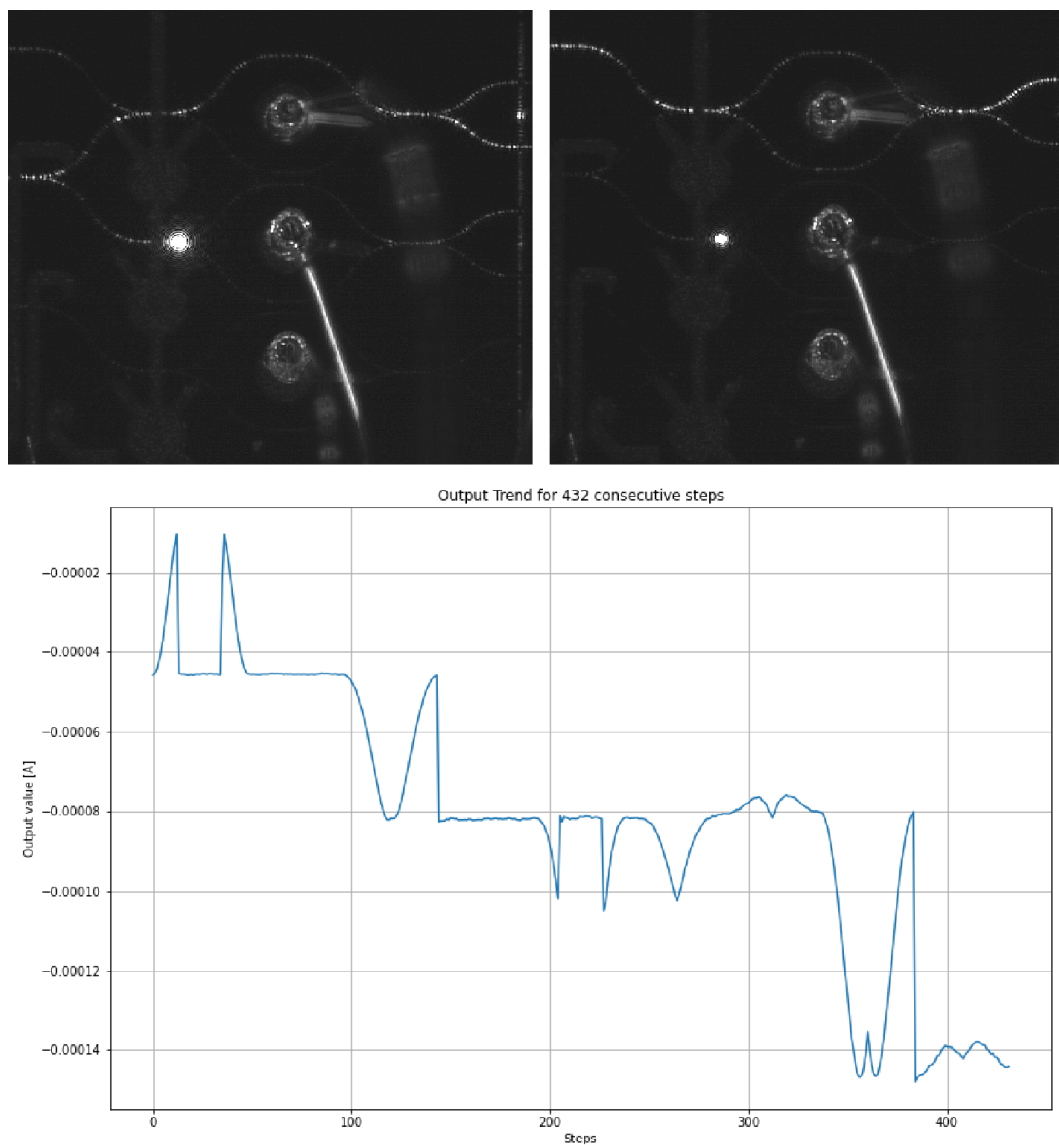 Output Trend for 432 consecutive steps
−0.00002
−0.00004
−0.00006
−0.00008
−0.00010
−0.00012
−0.00014
Output value [A]
0 100 200 300 400
Steps